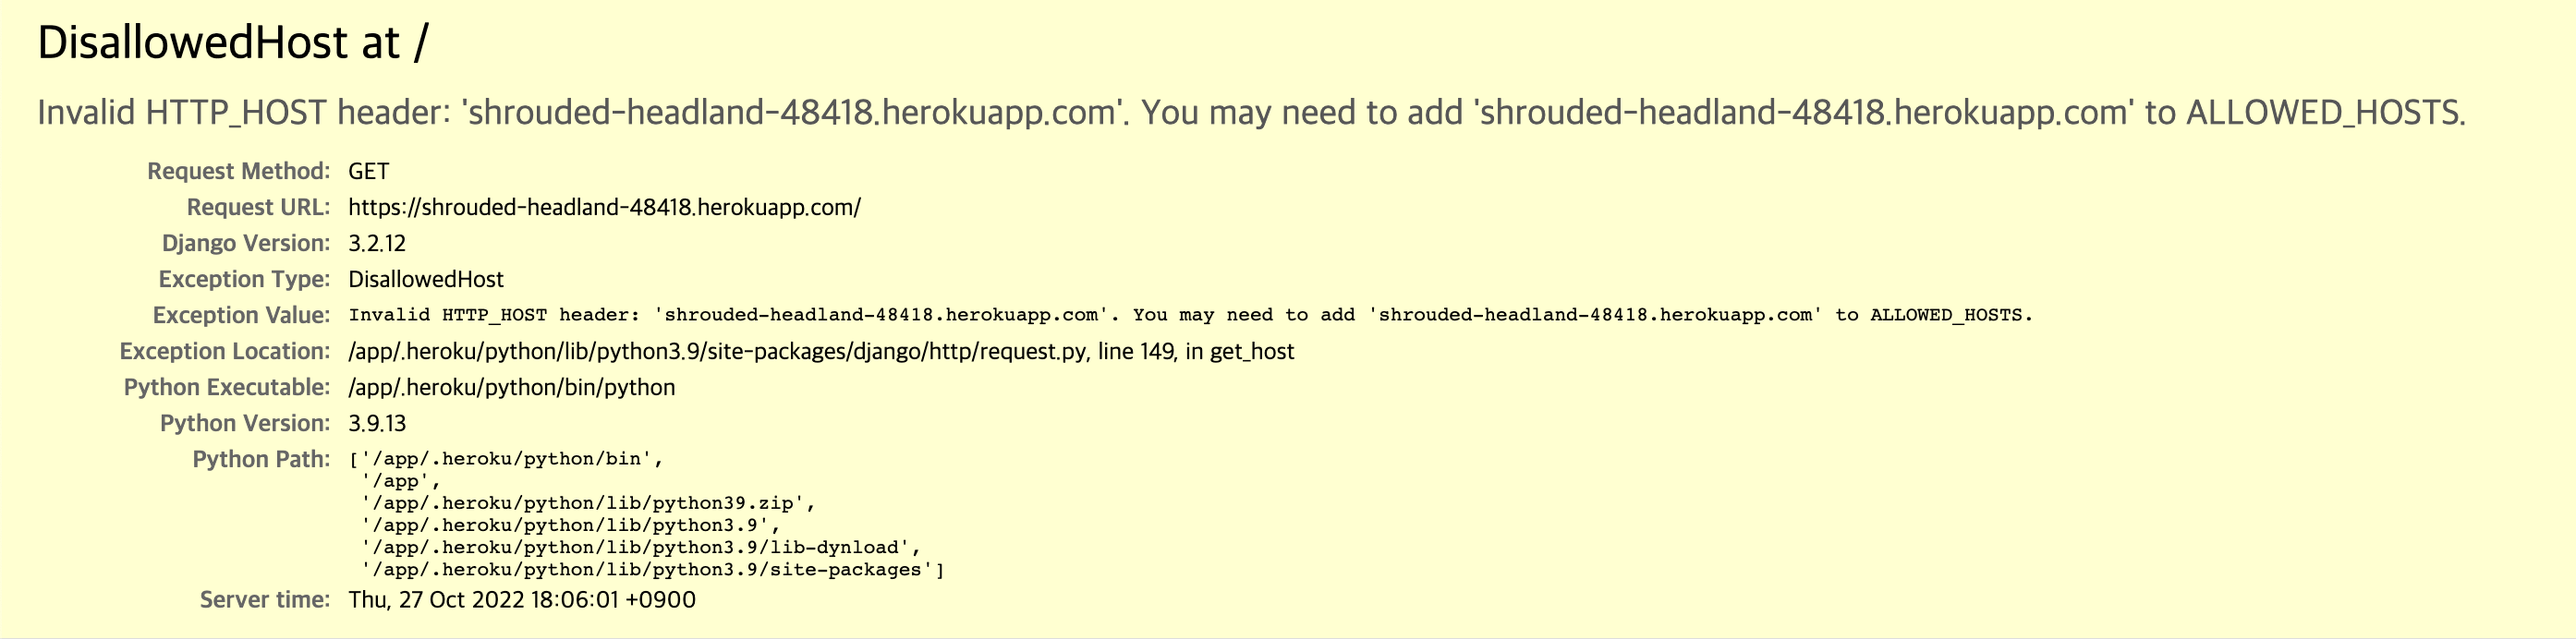 DisallowedHost at /
Invalid HTTP_HOST header: 'shrouded-headland-48418.herokuapp.com'. You may need to add 'shrouded-headland-48418.herokuapp.com' to ALLOWED_HOSTS.
Request Method: GET
Request URL: https://shrouded-headland-48418.herokuapp.com/
Django Version: 3.2.12
Exception Type: DisallowedHost
Exception Value: Invalid HTTP_HOST header: 'shrouded-headland-48418.herokuapp.com'. You may need to add 'shrouded-headland-48418.herokuapp.com' to ALLOWED_HOSTS.
Exception Location: /app/.heroku/python/lib/python3.9/site-packages/django/http/request.py, line 149, in get_host
Python Executable: /app/.heroku/python/bin/python
Python Version: 3.9.13
Python Path: ['/app/.heroku/python/bin',
'/app',
'/app/.heroku/python/lib/python39.zip',
'/app/.heroku/python/lib/python3.9',
'/app/.heroku/python/lib/python3.9/lib-dynload',
'/app/.heroku/python/lib/python3.9/site-packages']
Server time: Thu, 27 Oct 2022 18:06:01 +0900